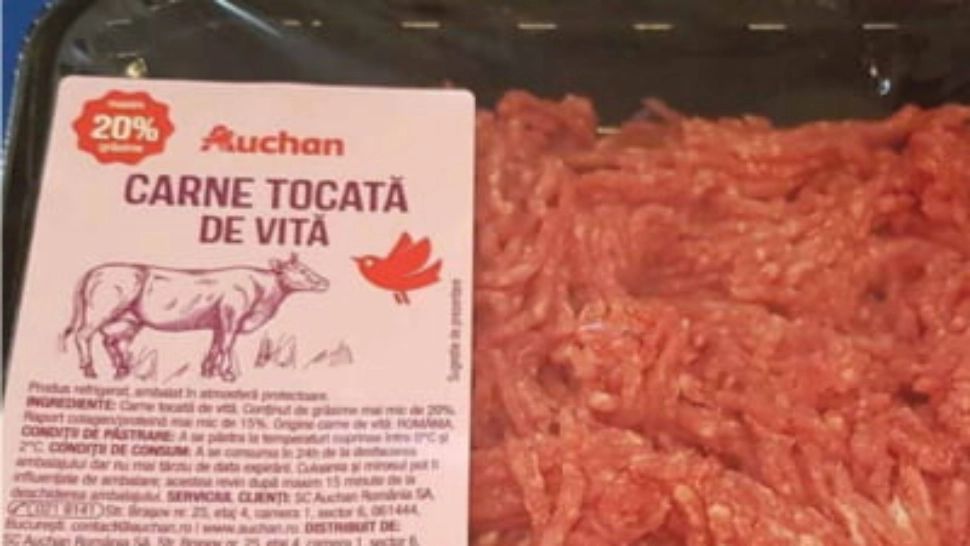 20%
grăsime
Auchan
CARNE TOCATĂ
DE VITĂ
Sugestie de prezentare
Produs refrigerat, ambalat în atmosferă protectoare.
INGREDIENTE: Carne tocată de vită. Conținut de grăsime mai mic de 20%.
Raport colagen/proteină mai mic de 15%. Origine carne de vită: ROMÂNIA.
CONDIȚII DE PĂSTRARE: A se păstra la temperaturi cuprinse între 0°C și
2°C. CONDIȚII DE CONSUM: A se consuma în 24h de la desfacerea
ambalajului dar nu mai târziu de data expirării. Culoarea și mirosul pot fi
influențate de ambalare; acestea revin după maxim 15 minute de la
deschiderea ambalajului. SERVICIUL CLIENȚI: SC Auchan România SA,
021 9141 Str. Brașov nr. 25, etaj 4, camera 1, sector 6, 061444,
București. contact@auchan.ro | www.auchan.ro DISTRIBUIT DE:
SC Auchan România SA, Str. Brașov nr. 25, etaj 4, camera 1, sector 6,